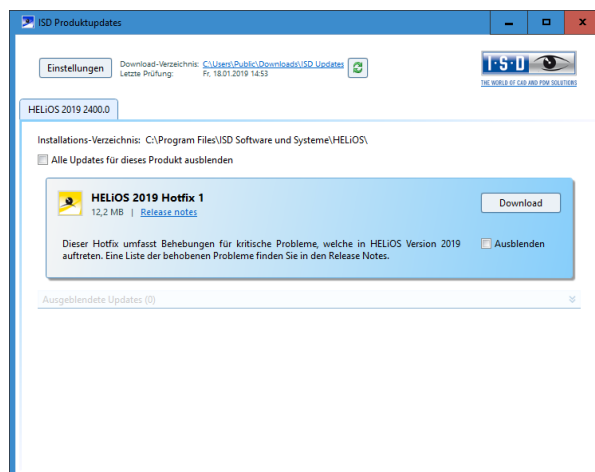 ISD Produktupdates
Einstellungen
Download-Verzeichnis: C:\Users\Public\Downloads\ISD Updates
Letzte Prüfung: Fr, 18.01.2019 14:53
I·S·D
THE WORLD OF CAD AND PDM SOLUTIONS
HELiOS 2019 2400.0
Installations-Verzeichnis: C:\Program Files\ISD Software und Systeme\HELiOS\
Alle Updates für dieses Produkt ausblenden
HELiOS 2019 Hotfix 1
12,2 MB | Release notes
Download
Dieser Hotfix umfasst Behebungen für kritische Probleme, welche in HELiOS Version 2019
auftreten. Eine Liste der behobenen Probleme finden Sie in den Release Notes.
Ausblenden
Ausgeblendete Updates (0)